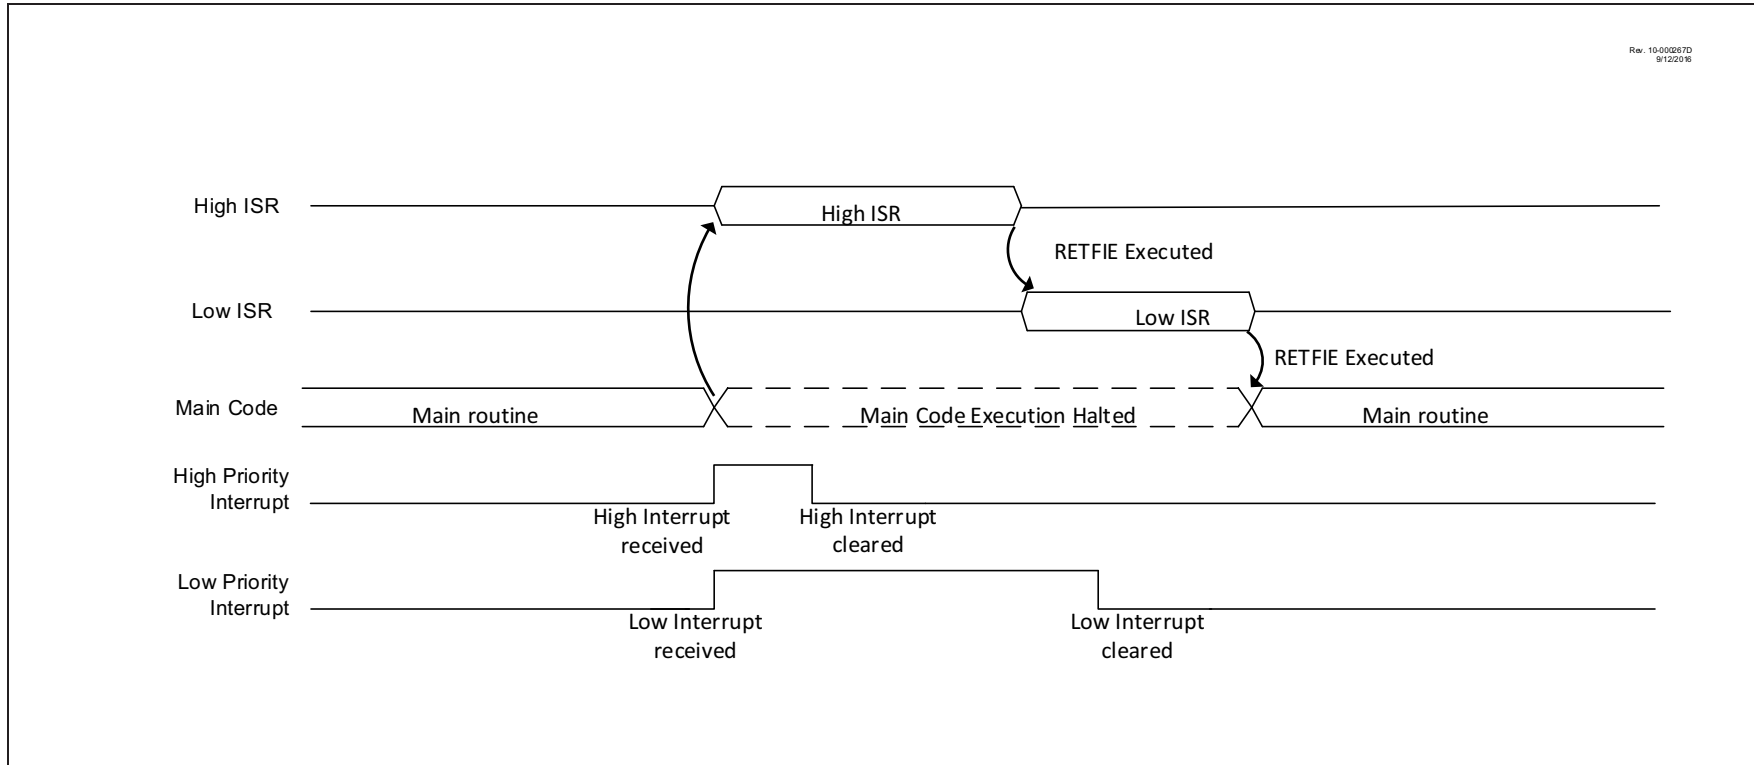 Rev. 10-000267D
9/12/2016
High ISR
High ISR
RETFIE Executed
Low ISR
Low ISR
RETFIE Executed
Main Code
Main routine
Main Code Execution Halted
Main routine
High Priority
Interrupt
High Interrupt
received
High Interrupt
cleared
Low Priority
Interrupt
Low Interrupt
received
Low Interrupt
cleared